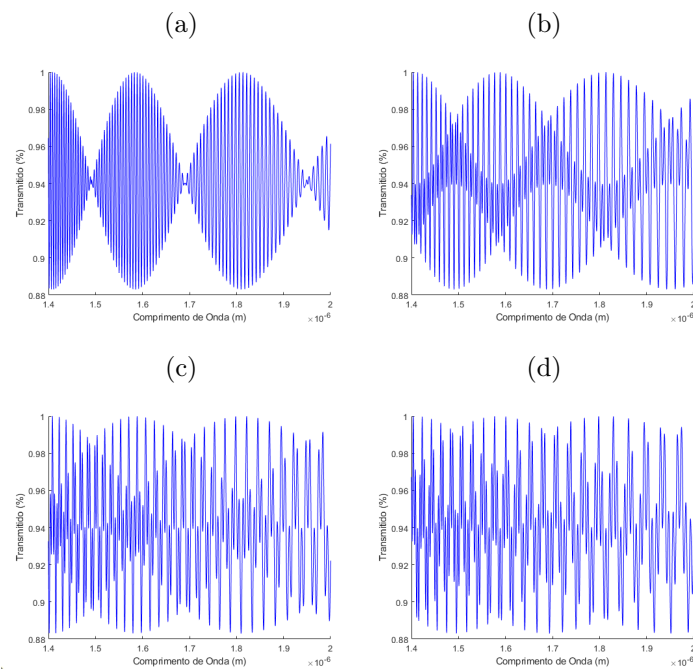 (a)
(b)
1
0.98
0.96
0.94
0.92
0.9
0.88
Transmitido (%)
1.4 1.5 1.6 1.7 1.8 1.9 2
Comprimento de Onda (m)
×10⁻⁶
1
0.98
0.96
0.94
0.92
0.9
0.88
Transmitido (%)
1.4 1.5 1.6 1.7 1.8 1.9 2
Comprimento de Onda (m)
×10⁻⁶
(c)
(d)
1
0.98
0.96
0.94
0.92
0.9
0.88
Transmitido (%)
1.4 1.5 1.6 1.7 1.8 1.9 2
Comprimento de Onda (m)
×10⁻⁶
1
0.98
0.96
0.94
0.92
0.9
0.88
Transmitido (%)
1.4 1.5 1.6 1.7 1.8 1.9 2
Comprimento de Onda (m)
×10⁻⁶